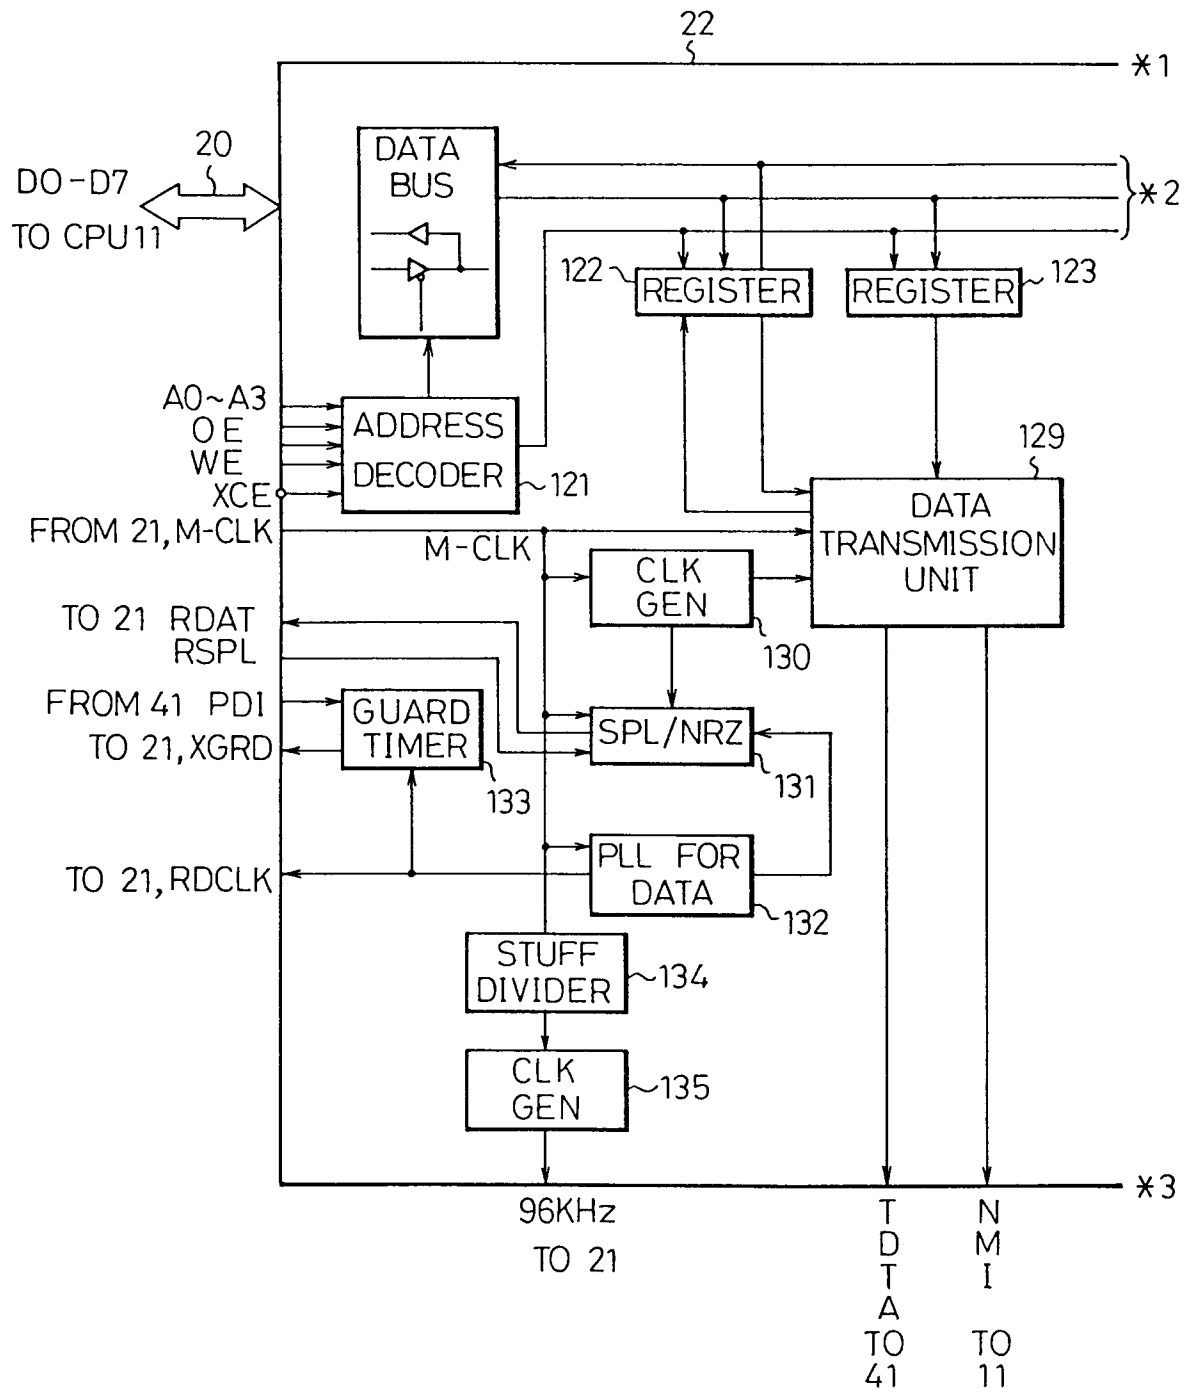 22
*1
20
DO-D7
TO CPU11
DATA
BUS
*2
122
REGISTER
REGISTER
123
A0~A3
OE
WE
XCE
ADDRESS
DECODER
121
129
DATA
TRANSMISSION
UNIT
FROM 21, M-CLK
M-CLK
CLK
GEN
130
TO 21 RDAT
RSPL
FROM 41 PDI
TO 21, XGRD
GUARD
TIMER
133
SPL/NRZ
131
TO 21, RDCLK
PLL FOR
DATA
132
STUFF
DIVIDER
134
CLK
GEN
135
*3
96KHz
TO 21
TDTA TO 41
NMI TO 11